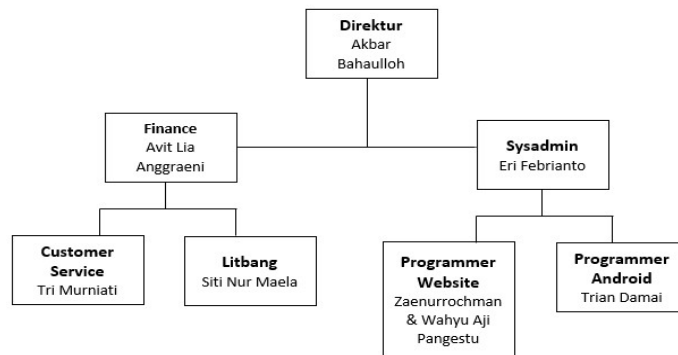 Direktur
Akbar
Bahaulloh
Finance
Avit Lia
Anggraeni
Sysadmin
Eri Febrianto
Customer
Service
Tri Murniati
Litbang
Siti Nur Maela
Programmer
Website
Zaenurrochman
& Wahyu Aji
Pangestu
Programmer
Android
Trian Damai